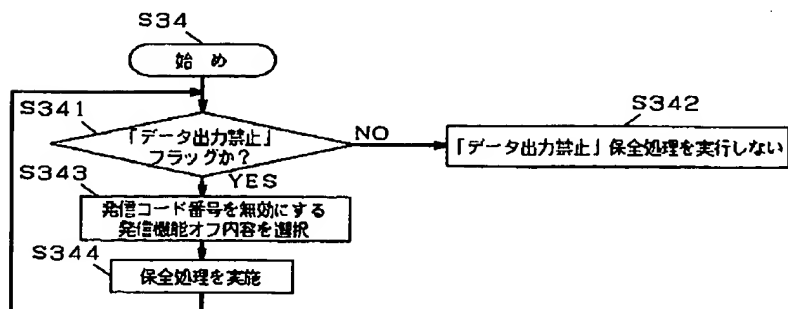 S34
始 め
S341
「データ出力禁止」
フラッグか?
NO
S342
「データ出力禁止」保全処理を実行しない
YES
S343
発信コード番号を無効にする
発信機能オフ内容を選択
S344
保全処理を実施